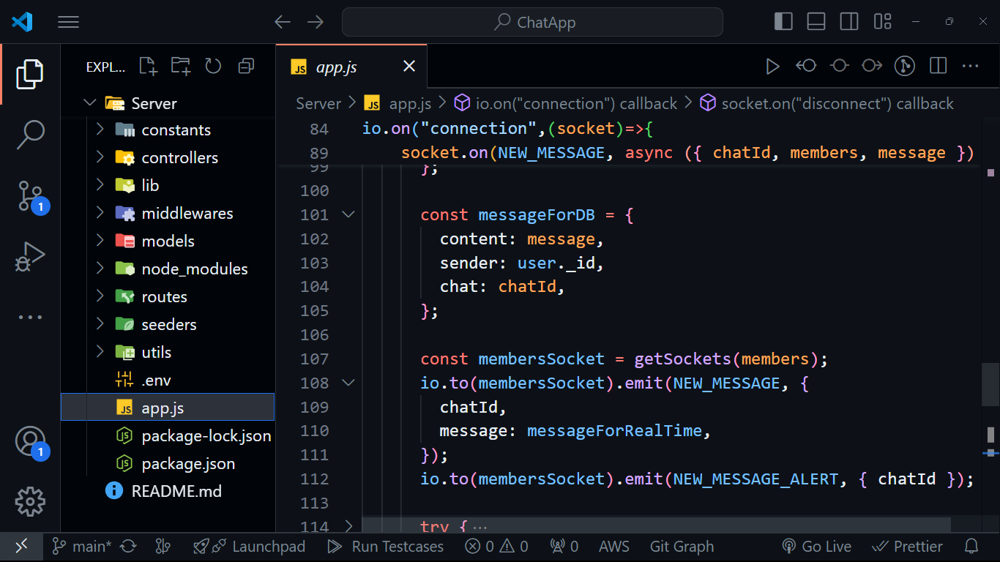 ChatApp
EXPL...
Server
constants
controllers
lib
middlewares
models
node_modules
routes
seeders
utils
.env
JS app.js
package-lock.json
package.json
README.md
1
1
JS app.js
Server > JS app.js > io.on("connection") callback > socket.on("disconnect") callback
84 io.on("connection",(socket)=>{
89 socket.on(NEW_MESSAGE, async ({ chatId, members, message })
99 };
100
101 const messageForDB = {
102 content: message,
103 sender: user._id,
104 chat: chatId,
105 };
106
107 const membersSocket = getSockets(members);
108 io.to(membersSocket).emit(NEW_MESSAGE, {
109 chatId,
110 message: messageForRealTime,
111 });
112 io.to(membersSocket).emit(NEW_MESSAGE_ALERT, { chatId });
113
114 try {…
main* Launchpad Run Testcases 0 0 0 AWS Git Graph Go Live Prettier